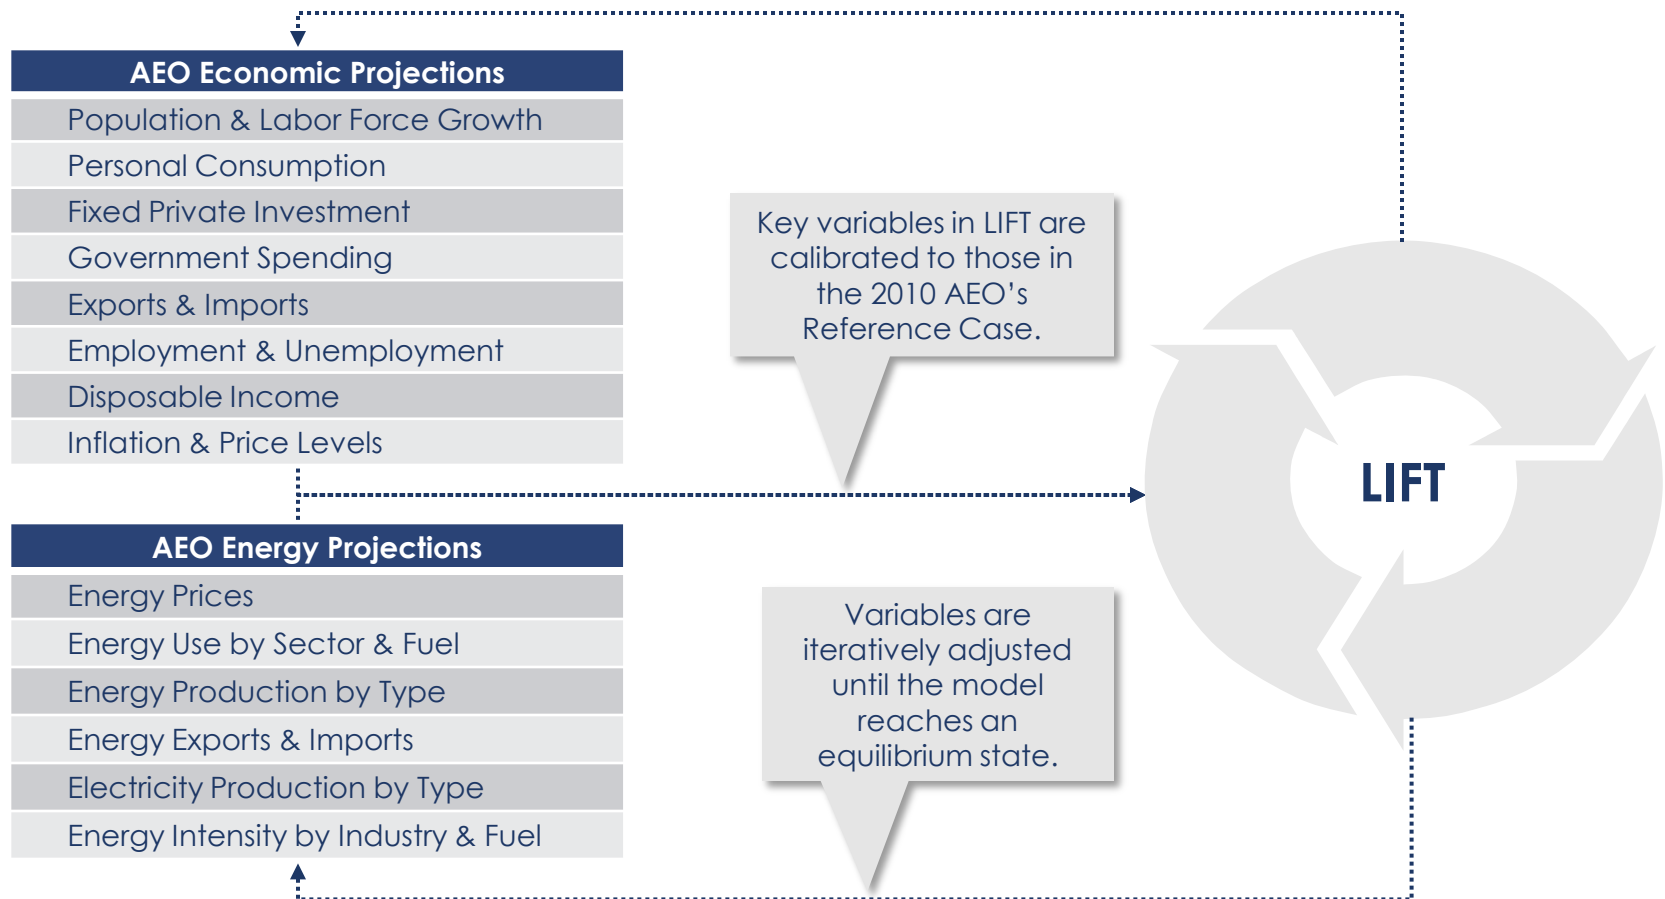 AEO Economic Projections
Population & Labor Force Growth
Personal Consumption
Fixed Private Investment
Government Spending
Exports & Imports
Employment & Unemployment
Disposable Income
Inflation & Price Levels
Key variables in LIFT are
calibrated to those in
the 2010 AEO’s
Reference Case.
LIFT
AEO Energy Projections
Energy Prices
Energy Use by Sector & Fuel
Energy Production by Type
Energy Exports & Imports
Electricity Production by Type
Energy Intensity by Industry & Fuel
Variables are
iteratively adjusted
until the model
reaches an
equilibrium state.